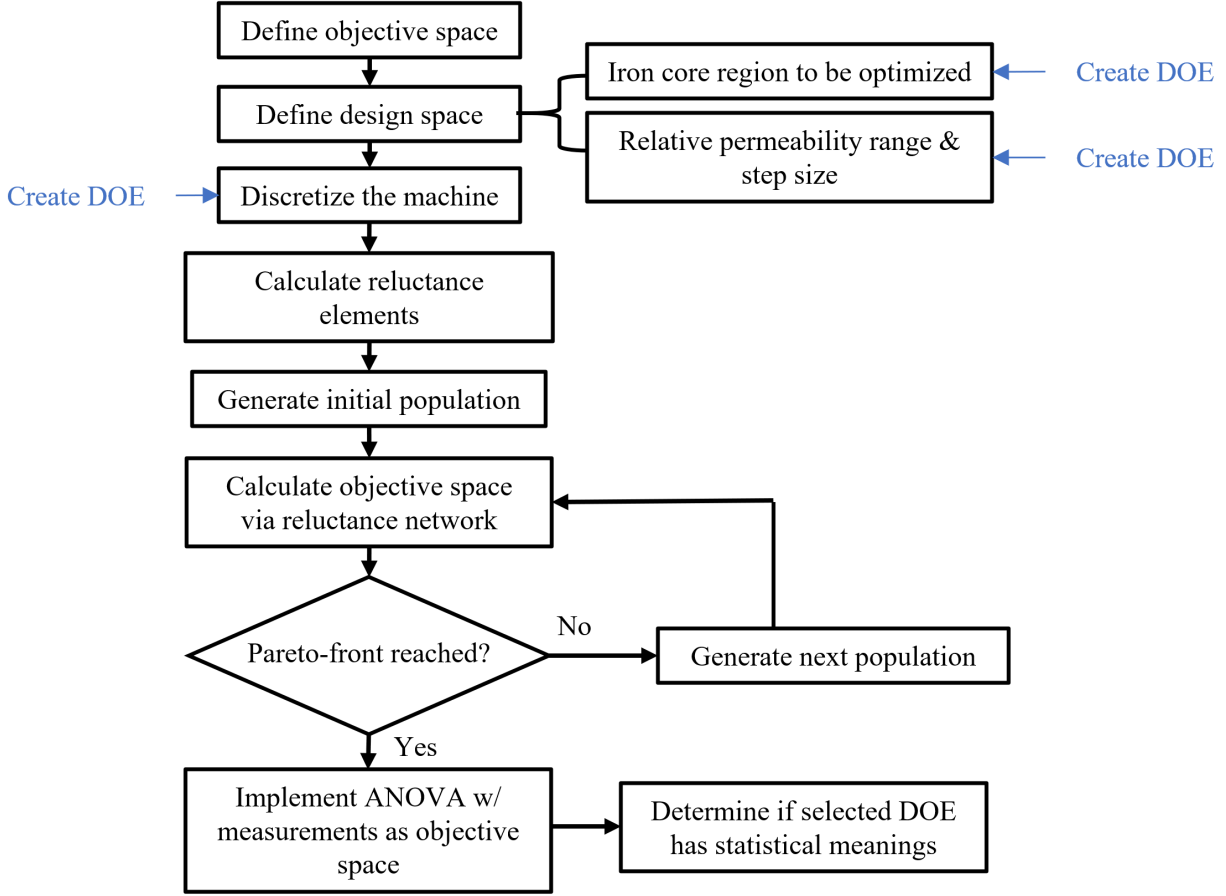 Define objective space
Iron core region to be optimized
Create DOE
Define design space
Relative permeability range &
step size
Create DOE
Create DOE
Discretize the machine
Calculate reluctance
elements
Generate initial population
Calculate objective space
via reluctance network
Pareto-front reached?
No
Generate next population
Yes
Implement ANOVA w/
measurements as objective
space
Determine if selected DOE
has statistical meanings